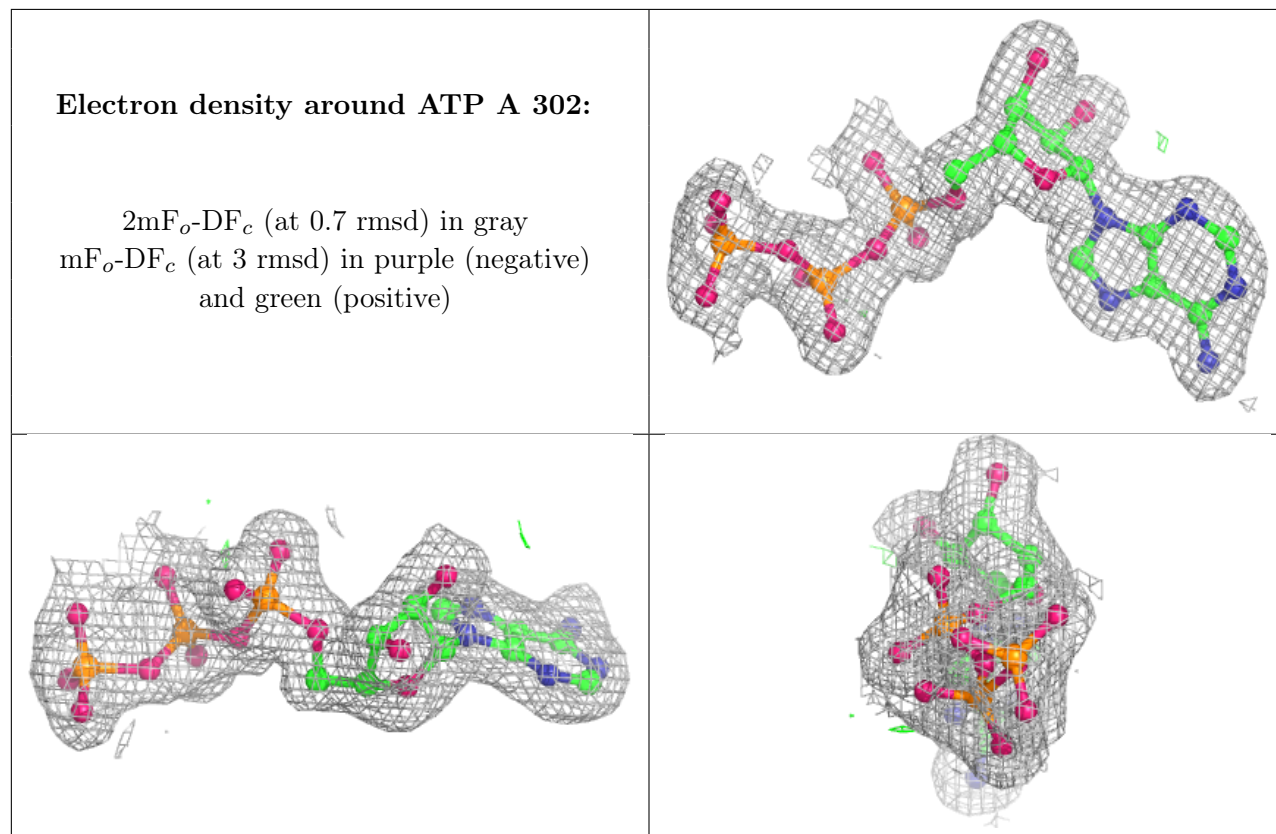 Electron density around ATP A 302:
2mFₒ-DF𝒸 (at 0.7 rmsd) in gray
mFₒ-DF𝒸 (at 3 rmsd) in purple (negative)
and green (positive)